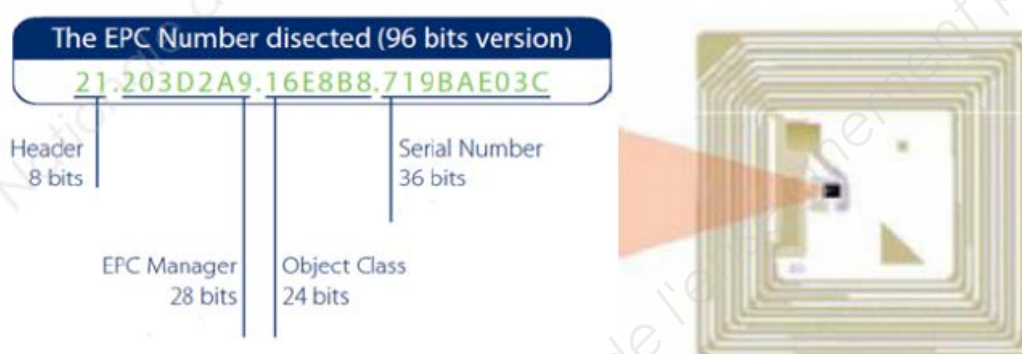 The EPC Number disected (96 bits version)
21.203D2A9.16E8B8.719BAE03C
Header
8 bits
Serial Number
36 bits
EPC Manager
28 bits
Object Class
24 bits